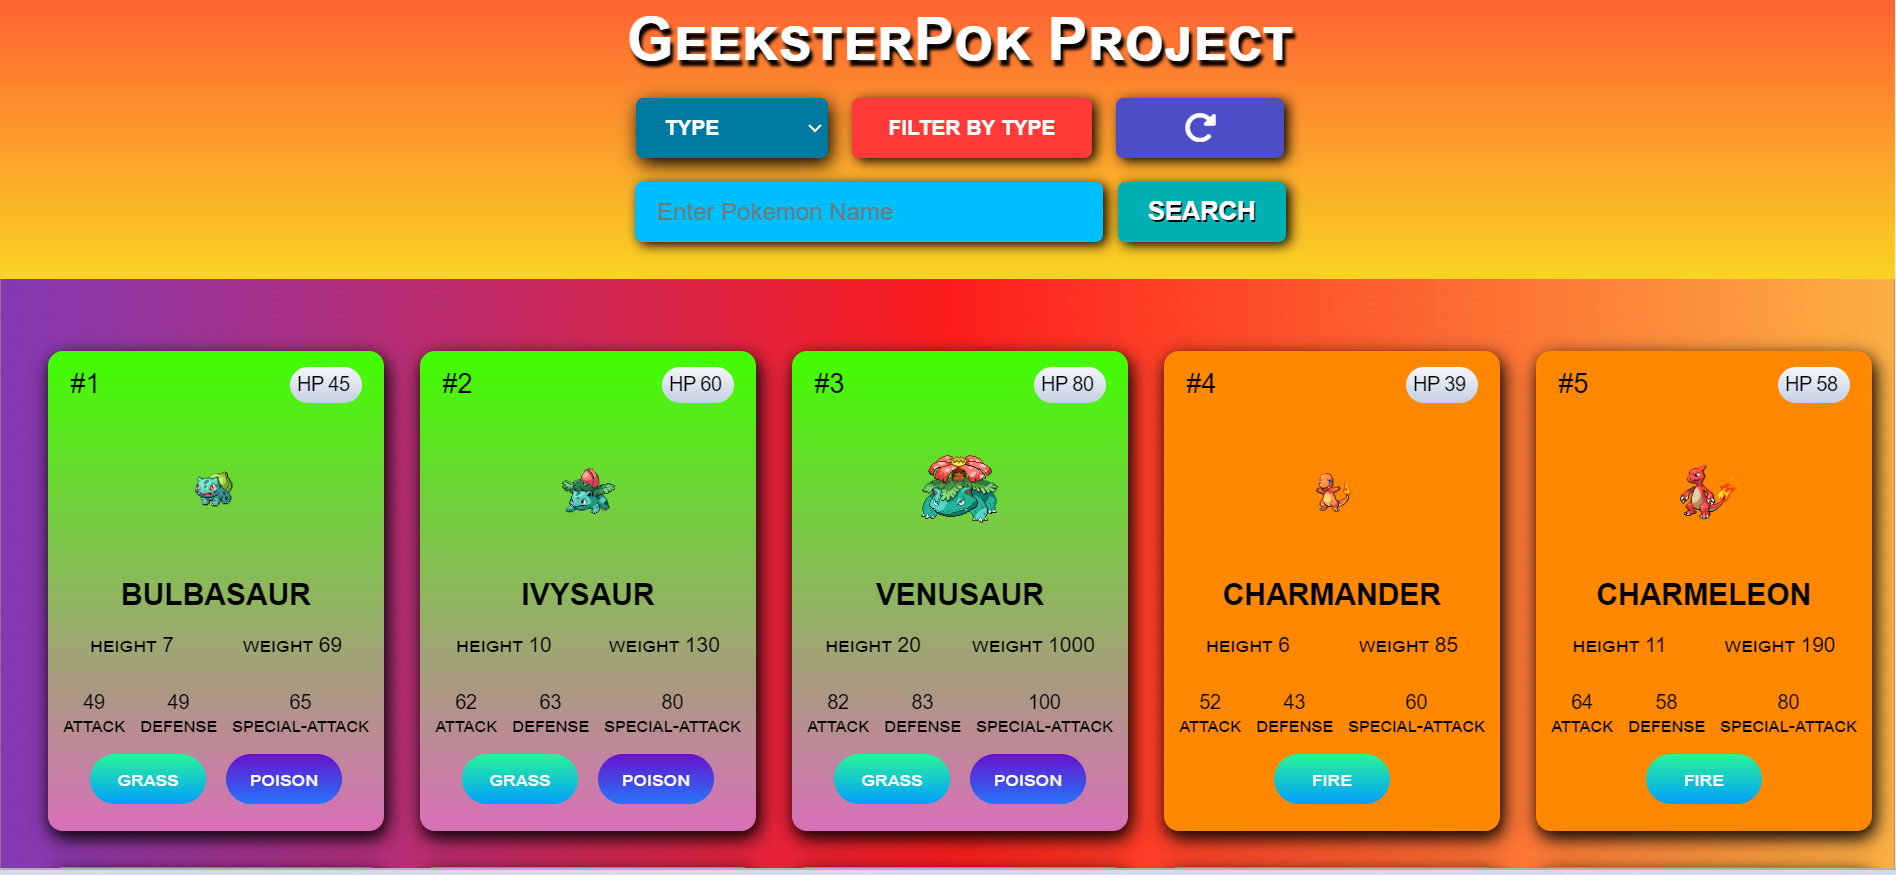 GeeksterPok Project
TYPE
FILTER BY TYPE
Enter Pokemon Name
SEARCH
#1 HP 45
BULBASAUR
HEIGHT 7 WEIGHT 69
49 49 65
ATTACK DEFENSE SPECIAL-ATTACK
GRASS POISON
#2 HP 60
IVYSAUR
HEIGHT 10 WEIGHT 130
62 63 80
ATTACK DEFENSE SPECIAL-ATTACK
GRASS POISON
#3 HP 80
VENUSAUR
HEIGHT 20 WEIGHT 1000
82 83 100
ATTACK DEFENSE SPECIAL-ATTACK
GRASS POISON
#4 HP 39
CHARMANDER
HEIGHT 6 WEIGHT 85
52 43 60
ATTACK DEFENSE SPECIAL-ATTACK
FIRE
#5 HP 58
CHARMELEON
HEIGHT 11 WEIGHT 190
64 58 80
ATTACK DEFENSE SPECIAL-ATTACK
FIRE